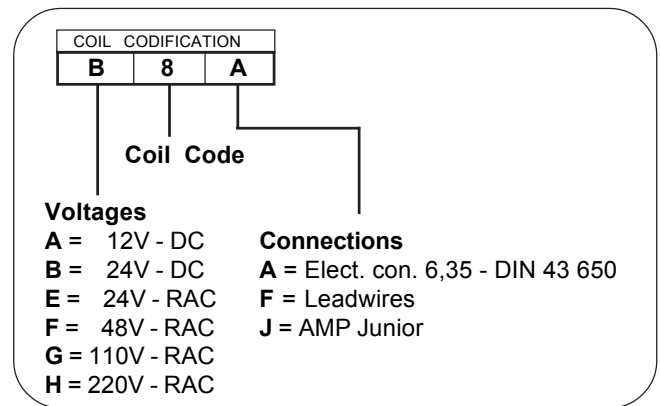 COIL CODIFICATION
B 8 A
Coil Code
Voltages
A = 12V - DC
B = 24V - DC
E = 24V - RAC
F = 48V - RAC
G = 110V - RAC
H = 220V - RAC
Connections
A = Elect. con. 6,35 - DIN 43 650
F = Leadwires
J = AMP Junior